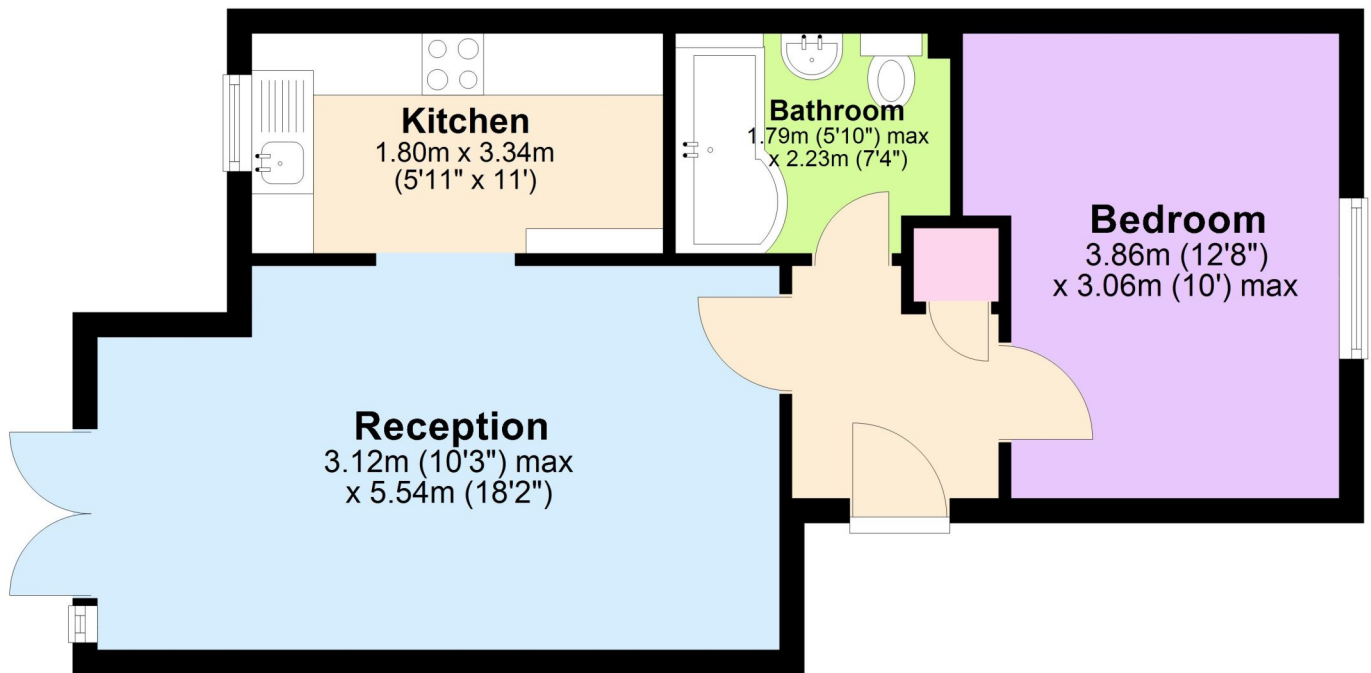 Kitchen
1.80m x 3.34m
(5'11" x 11')
Bathroom
1.79m (5'10") max
x 2.23m (7'4")
Bedroom
3.86m (12'8")
x 3.06m (10') max
Reception
3.12m (10'3") max
x 5.54m (18'2")